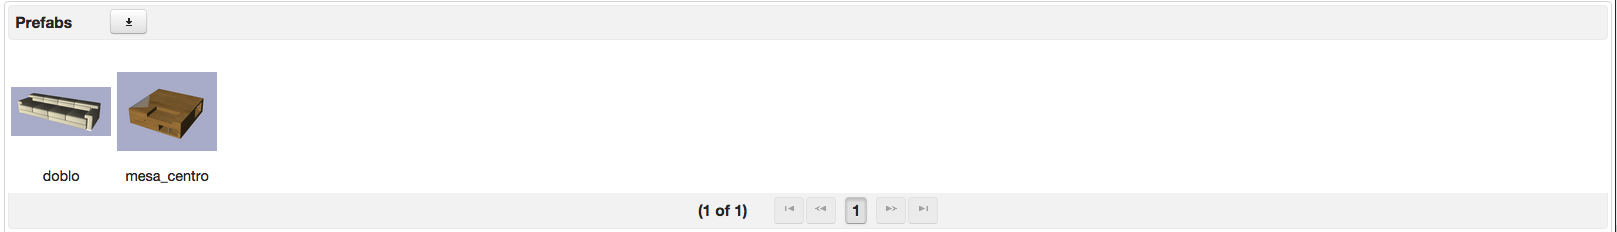 Prefabs
doblo mesa_centro
(1 of 1) 1